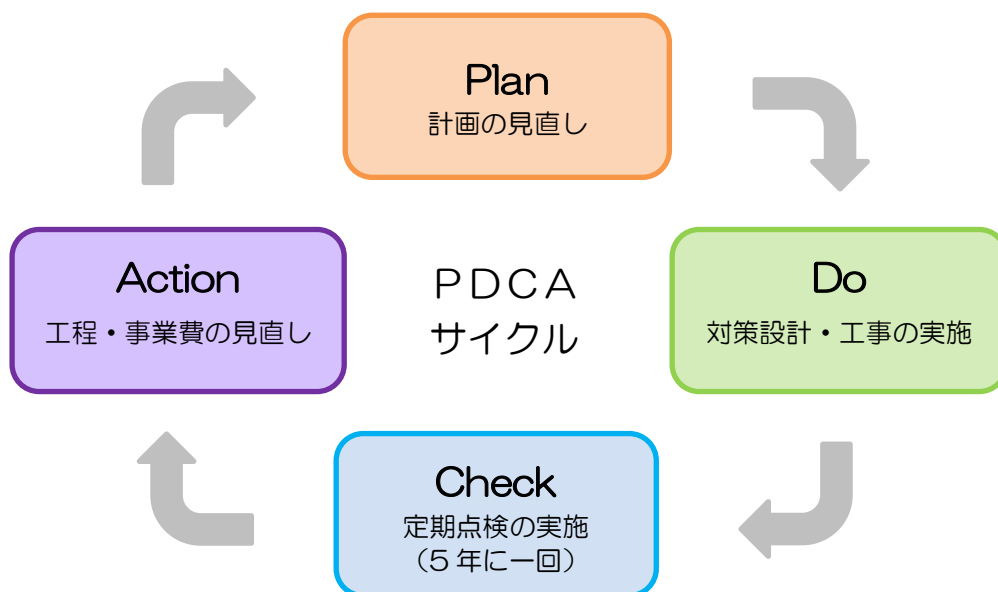 Plan
計画の見直し
Action
工程・事業費の見直し
ＰＤＣＡ
サイクル
Do
対策設計・工事の実施
Check
定期点検の実施
（５年に一回）